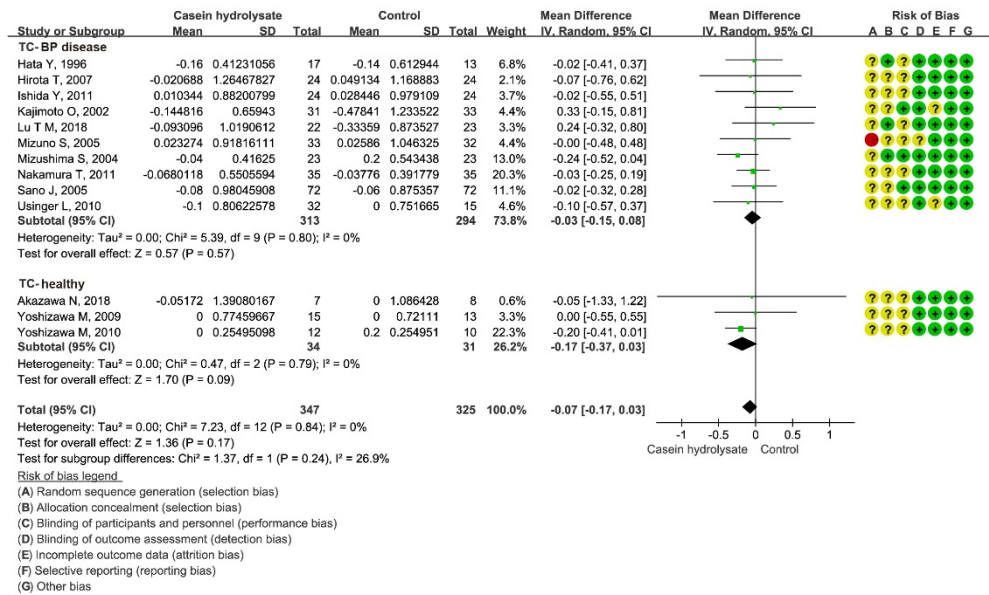 Casein hydrolysate Control Mean Difference Mean Difference Risk of Bias
Study or Subgroup Mean SD Total Mean SD Total Weight IV, Random, 95% CI IV, Random, 95% CI A B C D E F G
TC-BP disease
Hata Y, 1996 -0.16 0.41231056 17 -0.14 0.612944 13 6.8% -0.02 [-0.41, 0.37] ? + ? + + + +
Hirota T, 2007 -0.020688 1.26467827 24 0.049134 1.168883 24 2.1% -0.07 [-0.76, 0.62] ? ? ? + + + +
Ishida Y, 2011 0.010344 0.88200799 24 0.028446 0.979109 24 3.7% -0.02 [-0.55, 0.51] ? ? ? + + + +
Kajimoto O, 2002 -0.144816 0.65943 31 -0.47841 1.233522 33 4.4% 0.33 [-0.15, 0.81] ? ? + + ? + +
Lu T M, 2018 -0.093096 1.0190612 22 -0.33359 0.873527 23 3.3% 0.24 [-0.32, 0.80] ? + ? + + + +
Mizuno S, 2005 0.023274 0.91816111 33 0.02586 1.046325 32 4.4% -0.00 [-0.48, 0.48] ? ? + + + +
Mizushima S, 2004 -0.04 0.41625 23 0.2 0.543438 23 13.0% -0.24 [-0.52, 0.04] ? + + + + + +
Nakamura T, 2011 -0.0680118 0.5505594 35 -0.03776 0.391779 35 20.3% -0.03 [-0.25, 0.19] ? ? ? + + + +
Sano J, 2005 -0.08 0.98045908 72 -0.06 0.875357 72 11.1% -0.02 [-0.32, 0.28] ? ? + + + + +
Usinger L, 2010 -0.1 0.80622578 32 0 0.751665 15 4.6% -0.10 [-0.57, 0.37] ? ? ? + ? + +
Subtotal (95% CI) 313 294 73.8% -0.03 [-0.15, 0.08]
Heterogeneity: Tau² = 0.00; Chi² = 5.39, df = 9 (P = 0.80); I² = 0%
Test for overall effect: Z = 0.57 (P = 0.57)
TC-healthy
Akazawa N, 2018 -0.05172 1.39080167 7 0 1.086428 8 0.6% -0.05 [-1.33, 1.22] ? ? ? + + + +
Yoshizawa M, 2009 0 0.77459667 15 0 0.72111 13 3.3% 0.00 [-0.55, 0.55] ? ? ? + + + +
Yoshizawa M, 2010 0 0.25495098 12 0.2 0.254951 10 22.3% -0.20 [-0.41, 0.01] ? ? ? + + + +
Subtotal (95% CI) 34 31 26.2% -0.17 [-0.37, 0.03]
Heterogeneity: Tau² = 0.00; Chi² = 0.47, df = 2 (P = 0.79); I² = 0%
Test for overall effect: Z = 1.70 (P = 0.09)
Total (95% CI) 347 325 100.0% -0.07 [-0.17, 0.03]
Heterogeneity: Tau² = 0.00; Chi² = 7.23, df = 12 (P = 0.84); I² = 0%
Test for overall effect: Z = 1.36 (P = 0.17)
Test for subgroup differences: Chi² = 1.37, df = 1 (P = 0.24), I² = 26.9%
-1 -0.5 0 0.5 1
Casein hydrolysate Control
Risk of bias legend
(A) Random sequence generation (selection bias)
(B) Allocation concealment (selection bias)
(C) Blinding of participants and personnel (performance bias)
(D) Blinding of outcome assessment (detection bias)
(E) Incomplete outcome data (attrition bias)
(F) Selective reporting (reporting bias)
(G) Other bias